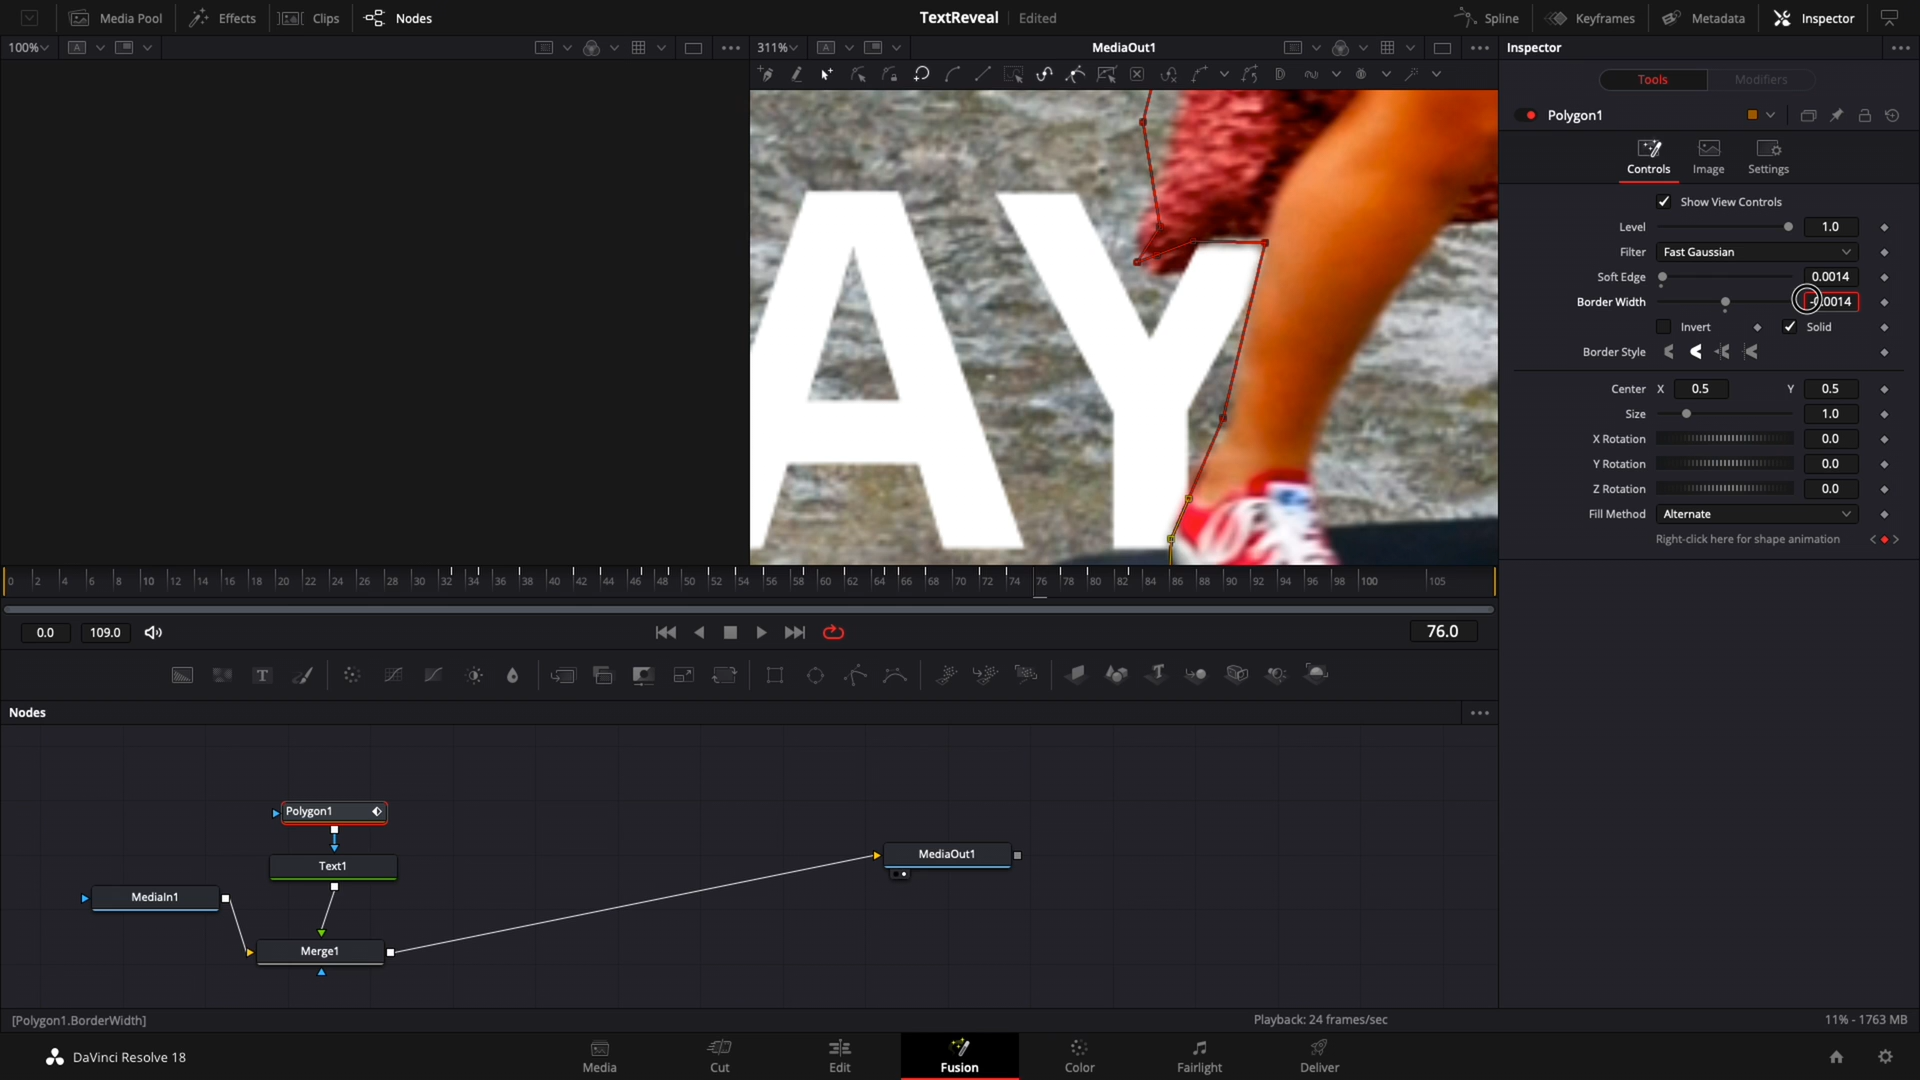 Media Pool
Effects
Clips
Nodes
TextReveal
Edited
Spline
Keyframes
Metadata
Inspector
100%
A
311%
A
MediaOut1
Inspector
Tools
Modifiers
Polygon1
Controls
Image
Settings
Show View Controls
Level 1.0
Filter Fast Gaussian
Soft Edge 0.0014
Border Width -0.0014
Invert Solid
Border Style
Center X 0.5 Y 0.5
Size 1.0
X Rotation 0.0
Y Rotation 0.0
Z Rotation 0.0
Fill Method Alternate
Right-click here for shape animation
AY
0 2 4 6 8 10 12 14 16 18 20 22 24 26 28 30 32 34 36 38 40 42 44 46 48 50 52 54 56 58 60 62 64 66 68 70 72 74 76 78 80 82 84 86 88 90 92 94 96 98 100 105
0.0
109.0
76.0
T
Nodes
Polygon1
Text1
MediaIn1
Merge1
MediaOut1
[Polygon1.BorderWidth]
Playback: 24 frames/sec
11% - 1763 MB
DaVinci Resolve 18
Media
Cut
Edit
Fusion
Color
Fairlight
Deliver